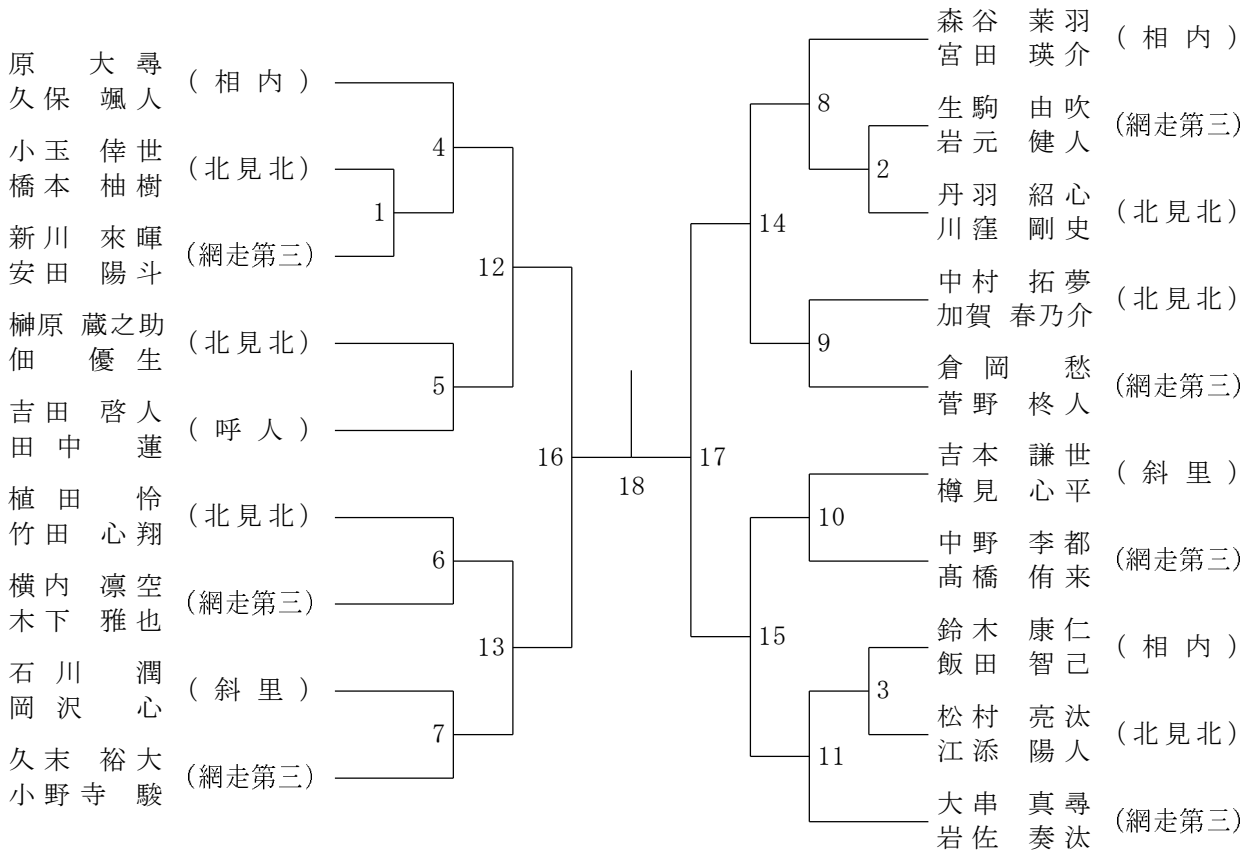 原 大尋
久保 颯人
(相内)
小玉 倖世
橋本 柚樹
(北見北)
新川 來暉
安田 陽斗
(網走第三)
榊原 蔵之助
佃 優生
(北見北)
吉田 啓人
田中 蓮
(呼人)
植田 怜
竹田 心翔
(北見北)
横内 凛空
木下 雅也
(網走第三)
石川 潤
岡沢 心
(斜里)
久末 裕大
小野寺 駿
(網走第三)
4
1
12
5
16
6
13
7
18
17
8
2
14
9
10
15
3
11
森谷 莱羽
宮田 瑛介
(相内)
生駒 由吹
岩元 健人
(網走第三)
丹羽 紹心
川窪 剛史
(北見北)
中村 拓夢
加賀 春乃介
(北見北)
倉岡 愁
菅野 柊人
(網走第三)
吉本 謙世
樽見 心平
(斜里)
中野 李都
髙橋 侑来
(網走第三)
鈴木 康仁
飯田 智己
(相内)
松村 亮汰
江添 陽人
(北見北)
大串 真尋
岩佐 奏汰
(網走第三)